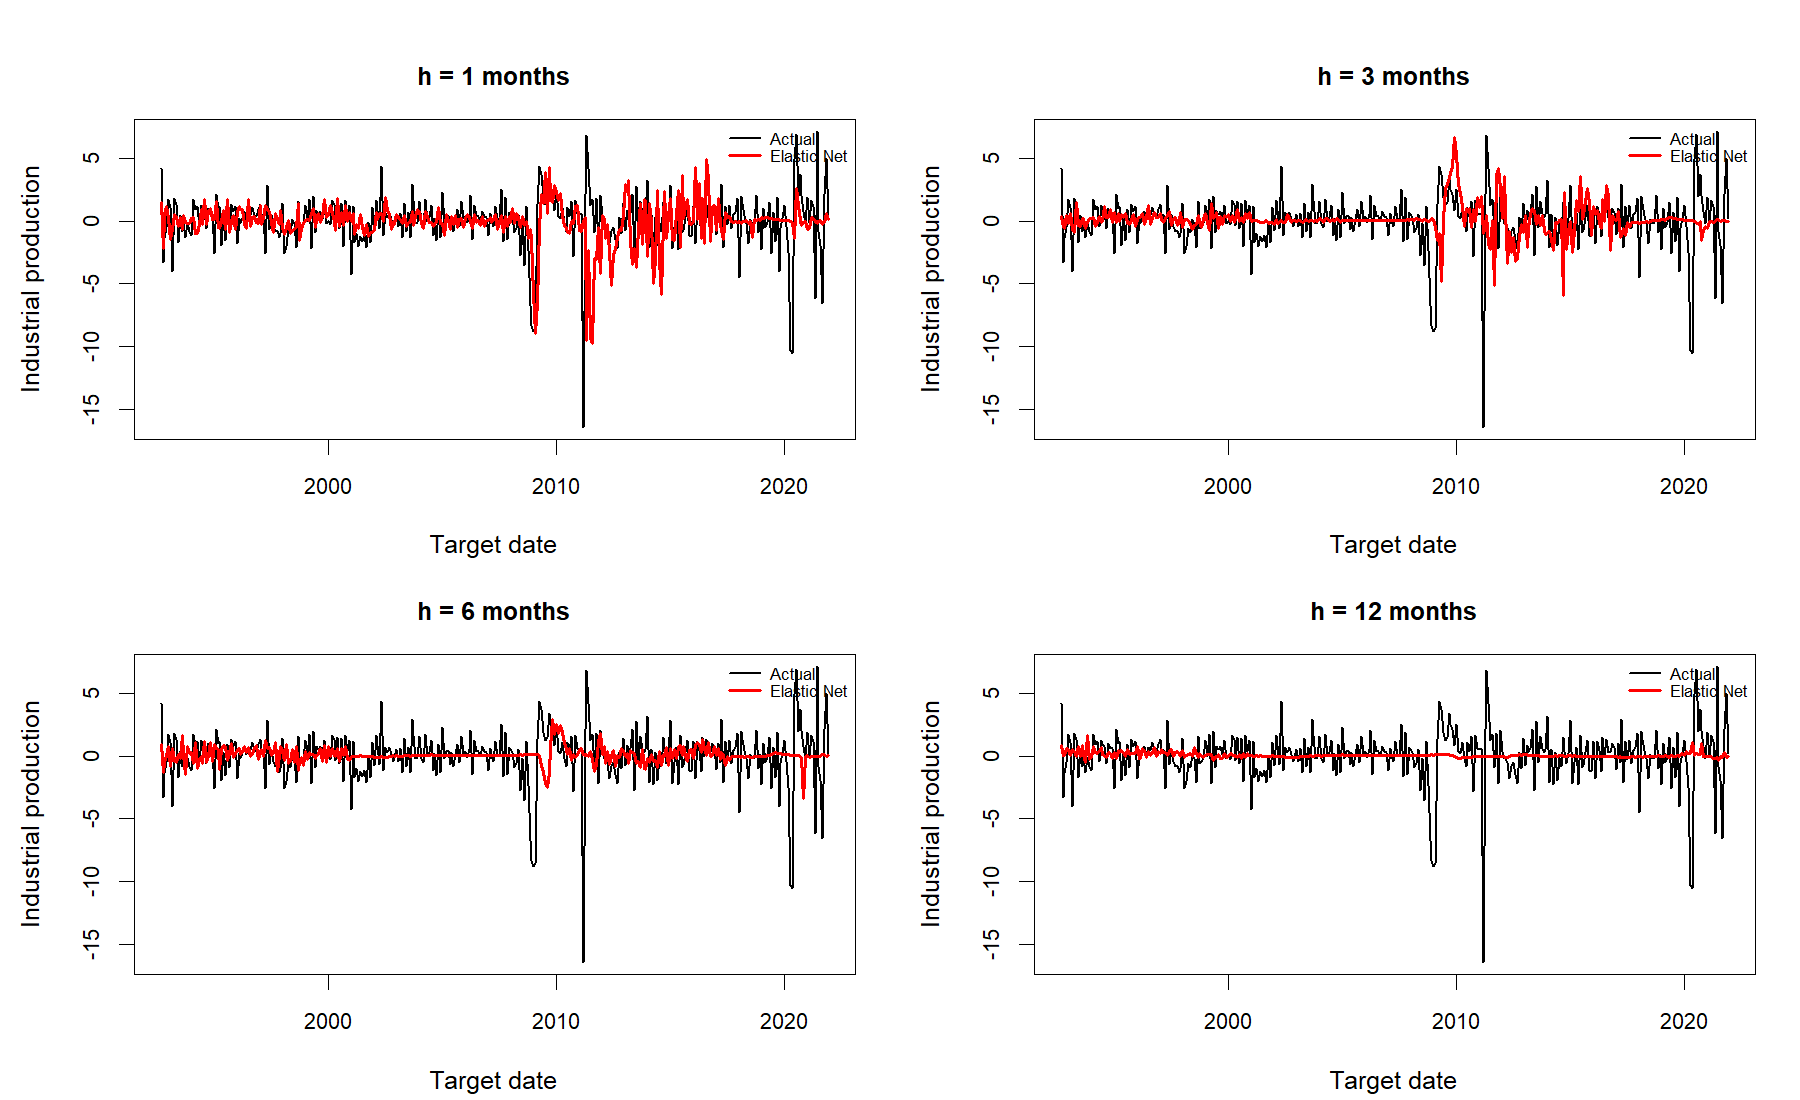 h = 1 months
Actual
Elastic Net
Industrial production
5
0
-5
-10
-15
2000
2010
2020
Target date
h = 3 months
Actual
Elastic Net
Industrial production
5
0
-5
-10
-15
2000
2010
2020
Target date
h = 6 months
Actual
Elastic Net
Industrial production
5
0
-5
-10
-15
2000
2010
2020
Target date
h = 12 months
Actual
Elastic Net
Industrial production
5
0
-5
-10
-15
2000
2010
2020
Target date